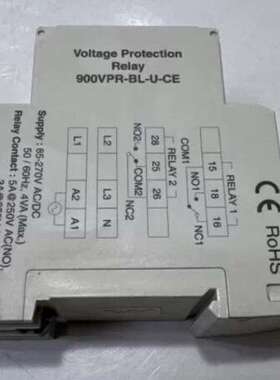 Voltage Protection
Relay
900VPR-BL-U-CE
L1
L2
A2
L3
A1
N
NO2
COM2
NC2
28
25
26
RELAY 2
COM1
NO1
NC1
15
18
16
RELAY 1
CE
RoHS
Supply : 85-270V AC/DC
50 / 60Hz, 4VA (Max.)
Relay Contact : 5A@250V AC(NO),